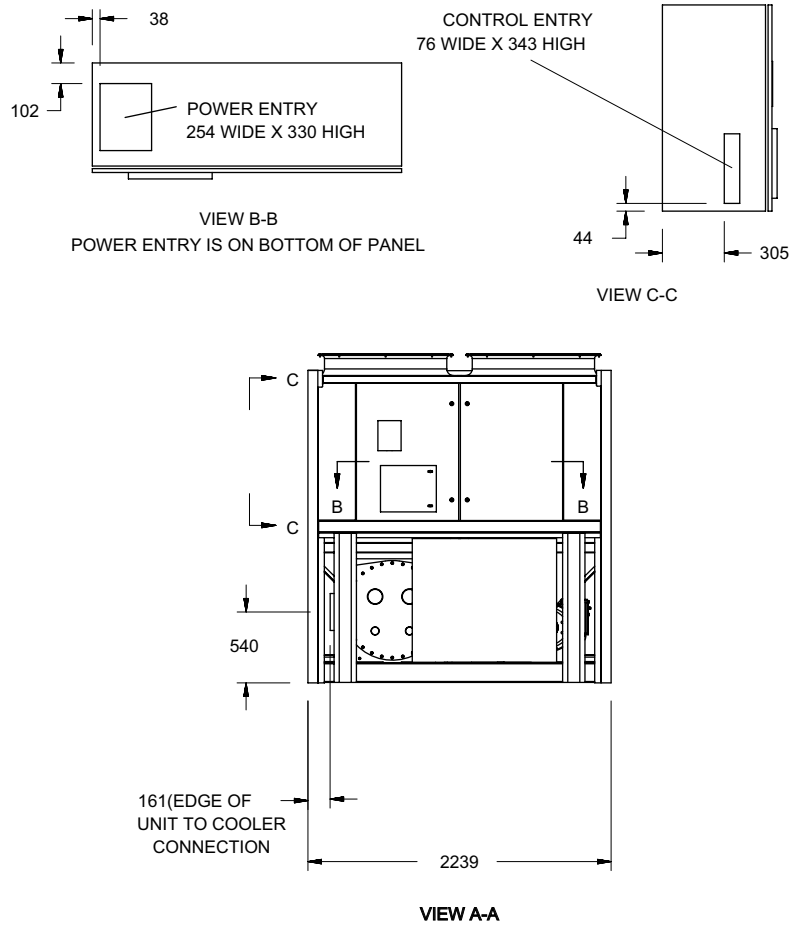 38
102
POWER ENTRY
254 WIDE X 330 HIGH
VIEW B-B
POWER ENTRY IS ON BOTTOM OF PANEL
CONTROL ENTRY
76 WIDE X 343 HIGH
44
305
VIEW C-C
C
B
B
C
540
161(EDGE OF
UNIT TO COOLER
CONNECTION
2239
VIEW A-A